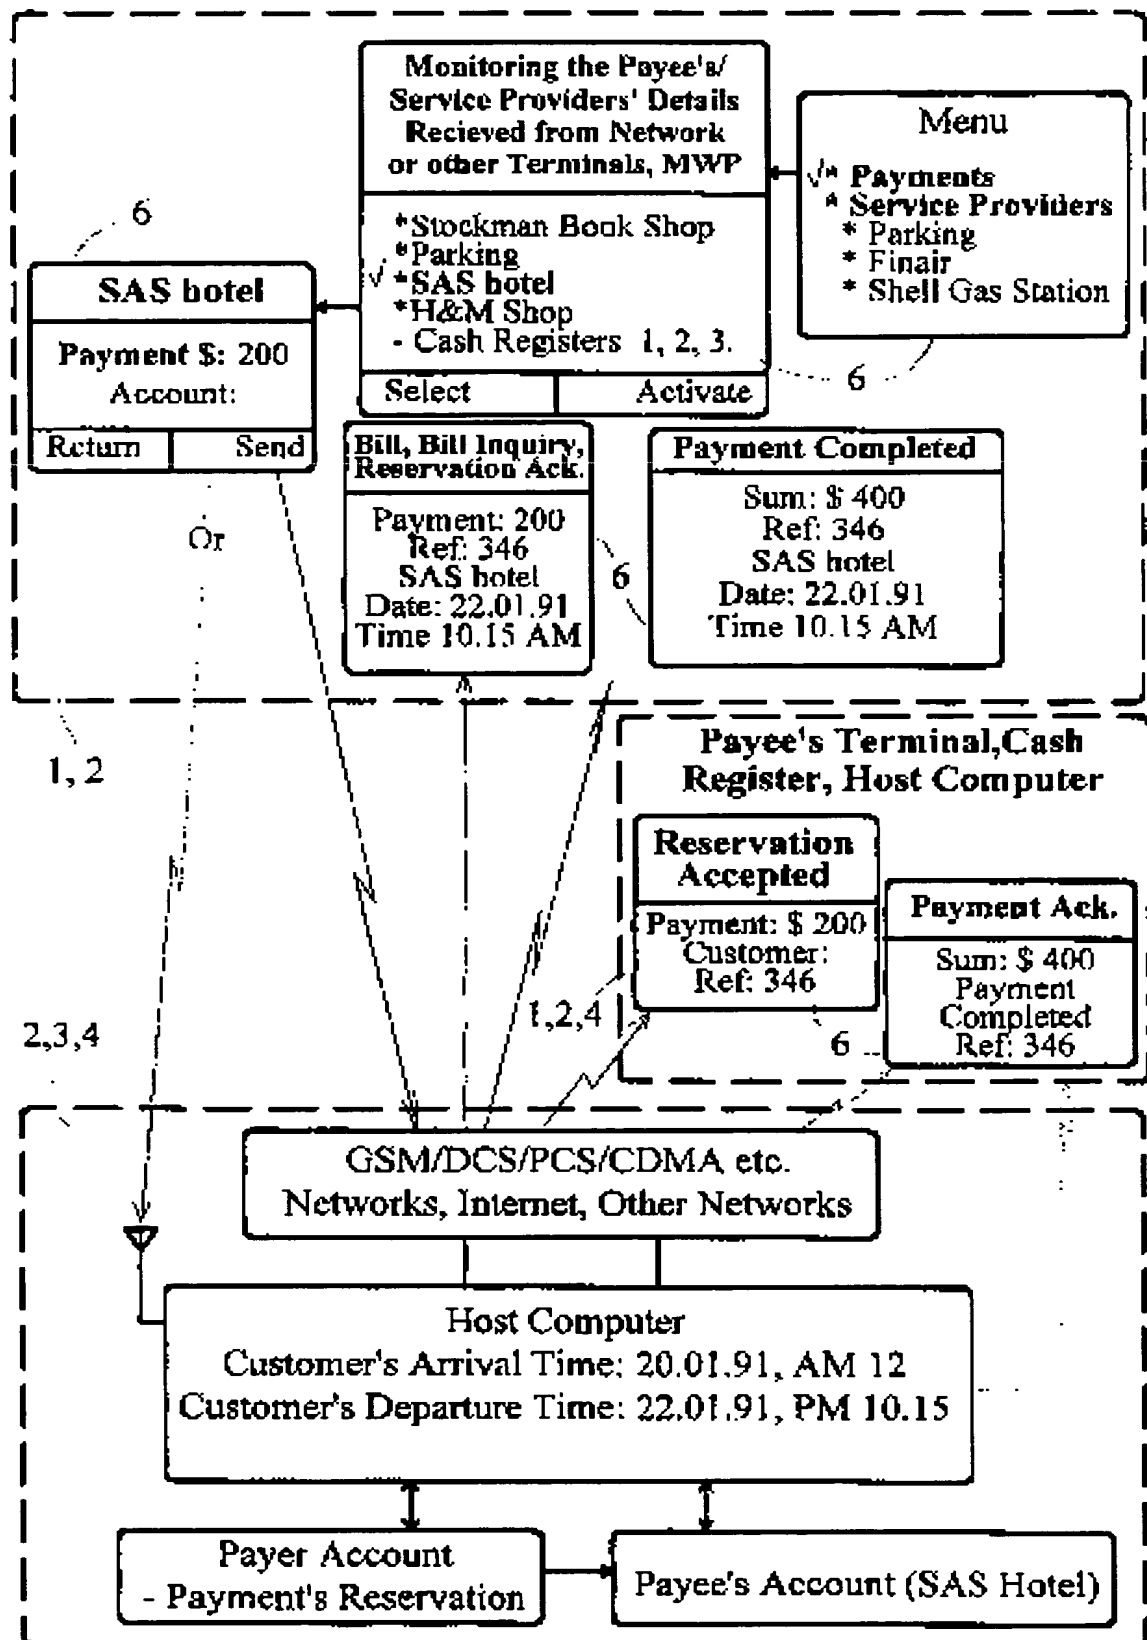 Monitoring the Payee's/
Service Providers' Details
Recieved from Network
or other Terminals, MWP
*Stockman Book Shop
*Parking
√ *SAS hotel
*H&M Shop
- Cash Registers 1, 2, 3.
Select
Activate
Menu
√* Payments
* Service Providers
* Parking
* Finair
* Shell Gas Station
6
6
SAS hotel
Payment $: 200
Account:
Return
Send
Or
Bill, Bill Inquiry,
Reservation Ack.
Payment: 200
Ref: 346
SAS hotel
Date: 22.01.91
Time 10.15 AM
6
Payment Completed
Sum: $ 400
Ref: 346
SAS hotel
Date: 22.01.91
Time 10.15 AM
1, 2
Payee's Terminal,Cash
Register, Host Computer
Reservation
Accepted
Payment: $ 200
Customer:
Ref: 346
Payment Ack.
Sum: $ 400
Payment
Completed
Ref: 346
1,2,4
6
2,3,4
GSM/DCS/PCS/CDMA etc.
Networks, Internet, Other Networks
Host Computer
Customer's Arrival Time: 20.01.91, AM 12
Customer's Departure Time: 22.01.91, PM 10.15
Payer Account
- Payment's Reservation
Payee's Account (SAS Hotel)